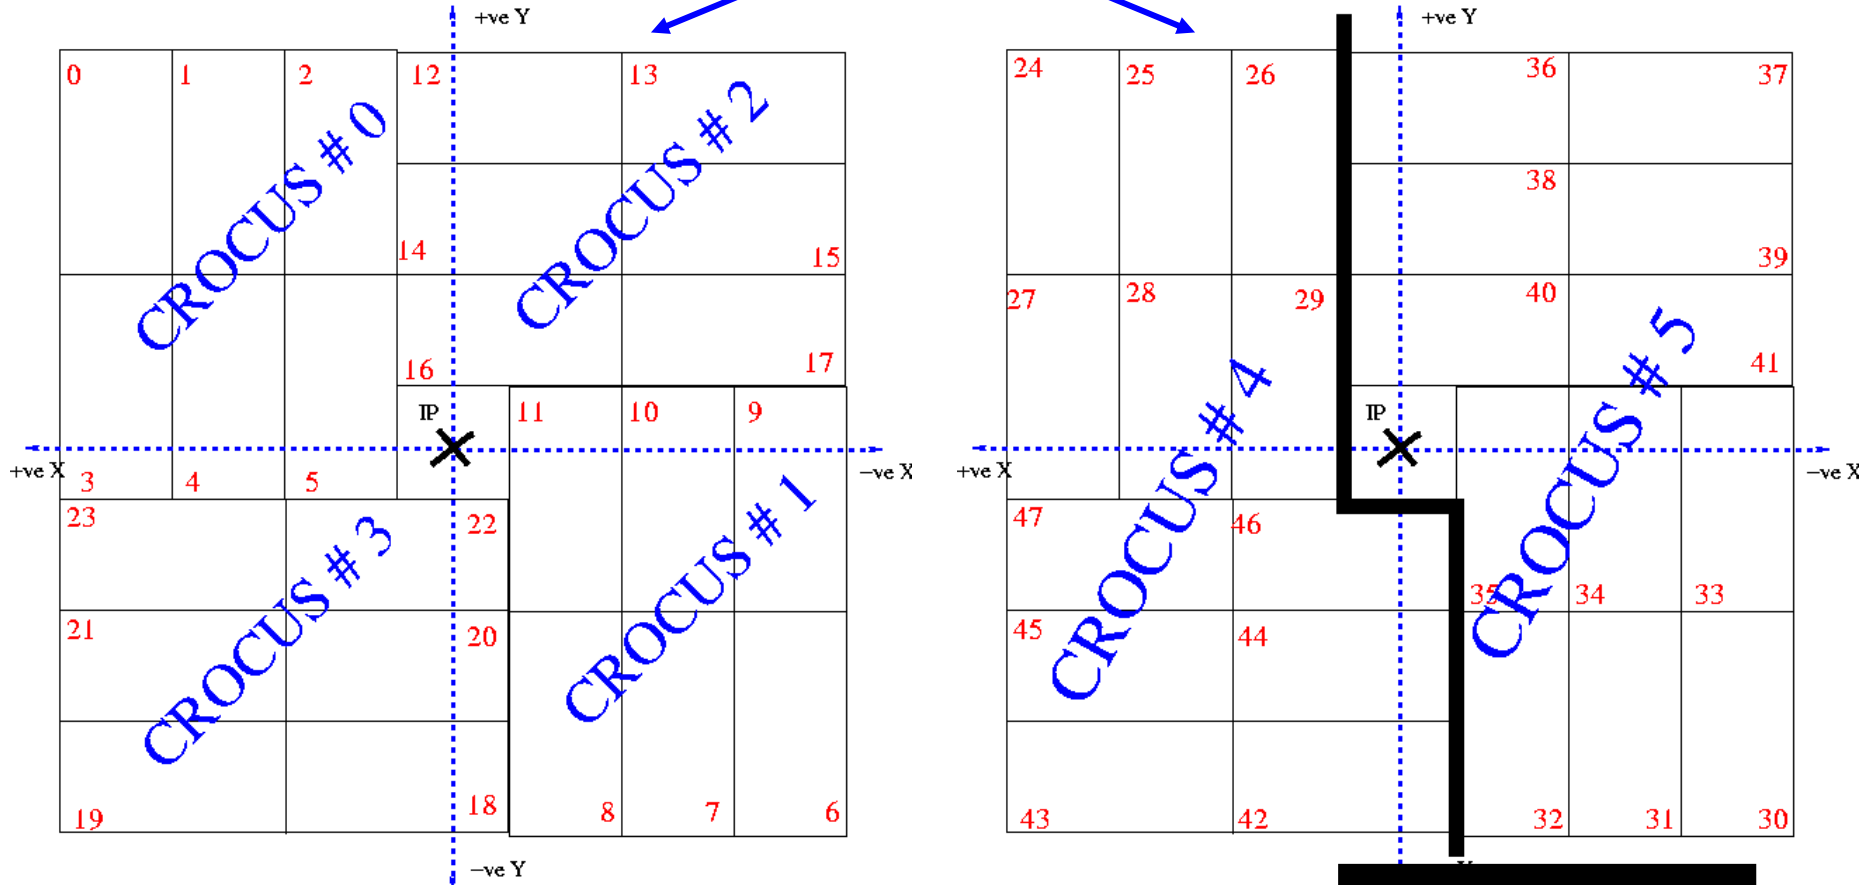 +ve Y
0 1 2 12 13
CROCUS # 0
CROCUS # 2
14 15
16 17
IP
11 10 9
+ve X
−ve X
3 4 5
23 22
CROCUS # 3
CROCUS # 1
21 20
19 18 8 7 6
−ve Y
+ve Y
24 25 26 36 37
38
27 28 29 40 39
41
IP
CROCUS # 4
CROCUS # 5
+ve X
−ve X
47 46
35 34 33
45 44
43 42 32 31 30